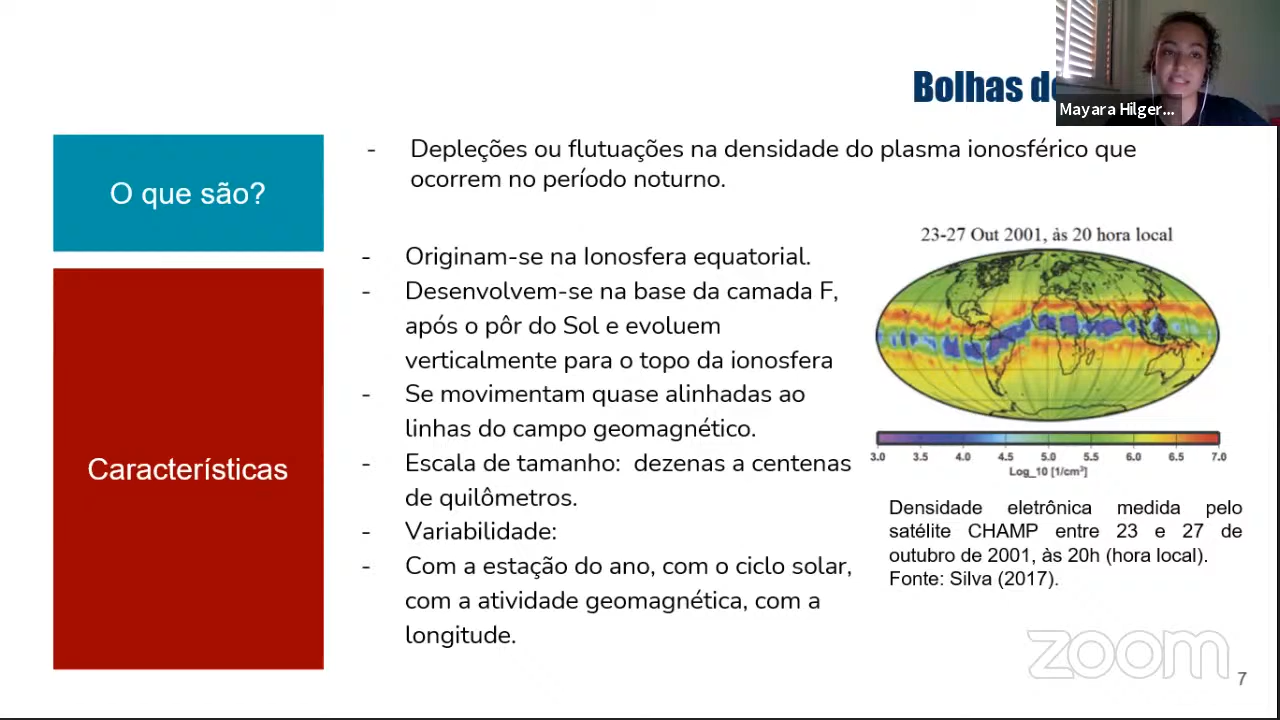 Bolhas de
Mayara Hilger...
O que são?
- Depleções ou flutuações na densidade do plasma ionosférico que
ocorrem no período noturno.
Características
- Originam-se na Ionosfera equatorial.
- Desenvolvem-se na base da camada F,
após o pôr do Sol e evoluem
verticalmente para o topo da ionosfera
- Se movimentam quase alinhadas ao
linhas do campo geomagnético.
- Escala de tamanho: dezenas a centenas
de quilômetros.
- Variabilidade:
- Com a estação do ano, com o ciclo solar,
com a atividade geomagnética, com a
longitude.
23-27 Out 2001, às 20 hora local
3.0 3.5 4.0 4.5 5.0 5.5 6.0 6.5 7.0
Log_10 [1/cm³]
Densidade eletrônica medida pelo
satélite CHAMP entre 23 e 27 de
outubro de 2001, às 20h (hora local).
Fonte: Silva (2017).
zoom
7